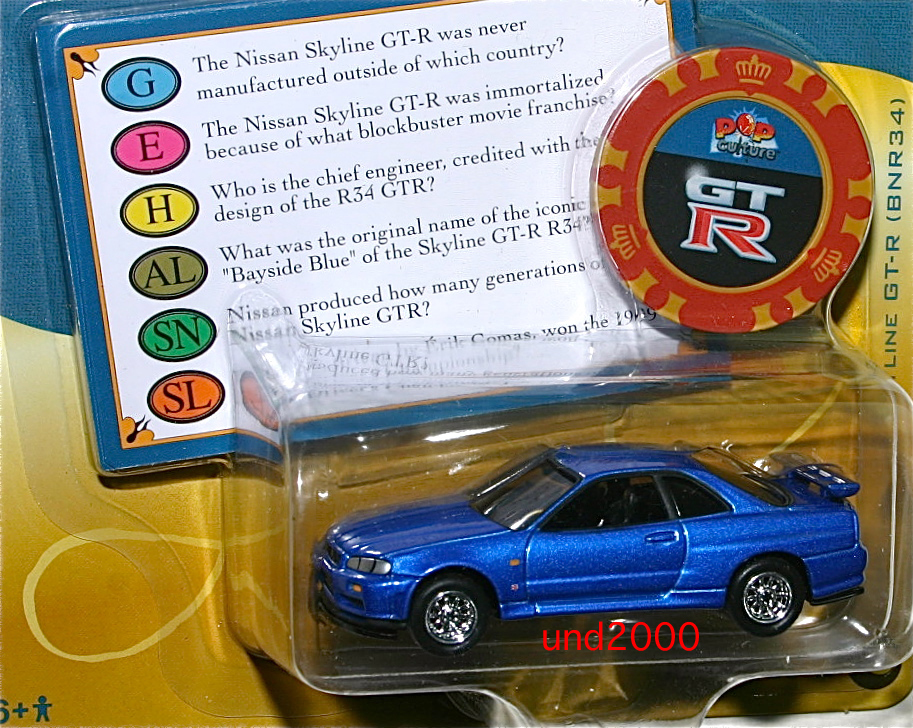 G
The Nissan Skyline GT-R was never
manufactured outside of which country?
E
The Nissan Skyline GT-R was immortalized
because of what blockbuster movie franchise?
H
Who is the chief engineer, credited with the
design of the R34 GTR?
AL
What was the original name of the iconic
"Bayside Blue" of the Skyline GT-R R34?
SN
Nissan produced how many generations of
Nissan Skyline GTR?
Érik Comas, won the 1999
SL
POP
culture
GT
R
LINE GT-R (BNR34)
und2000
6+